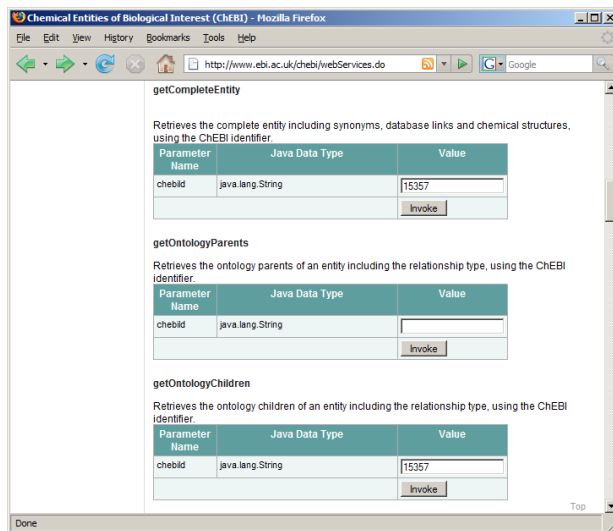 Chemical Entities of Biological Interest (ChEBI) - Mozilla Firefox
File Edit View History Bookmarks Tools Help
http://www.ebi.ac.uk/chebi/webServices.do
G Google
getCompleteEntity
Retrieves the complete entity including synonyms, database links and chemical structures,
using the ChEBI identifier.
Parameter Java Data Type Value
Name
chebiId java.lang.String 15357
Invoke
getOntologyParents
Retrieves the ontology parents of an entity including the relationship type, using the ChEBI
identifier.
Parameter Java Data Type Value
Name
chebiId java.lang.String
Invoke
getOntologyChildren
Retrieves the ontology children of an entity including the relationship type, using the ChEBI
identifier.
Parameter Java Data Type Value
Name
chebiId java.lang.String 15357
Invoke
Top
Done